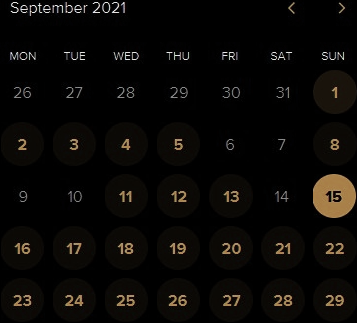 September 2021
MON TUE WED THU FRI SAT SUN
26 27 28 29 30 31 1
2 3 4 5 6 7 8
9 10 11 12 13 14 15
16 17 18 19 20 21 22
23 24 25 26 27 28 29